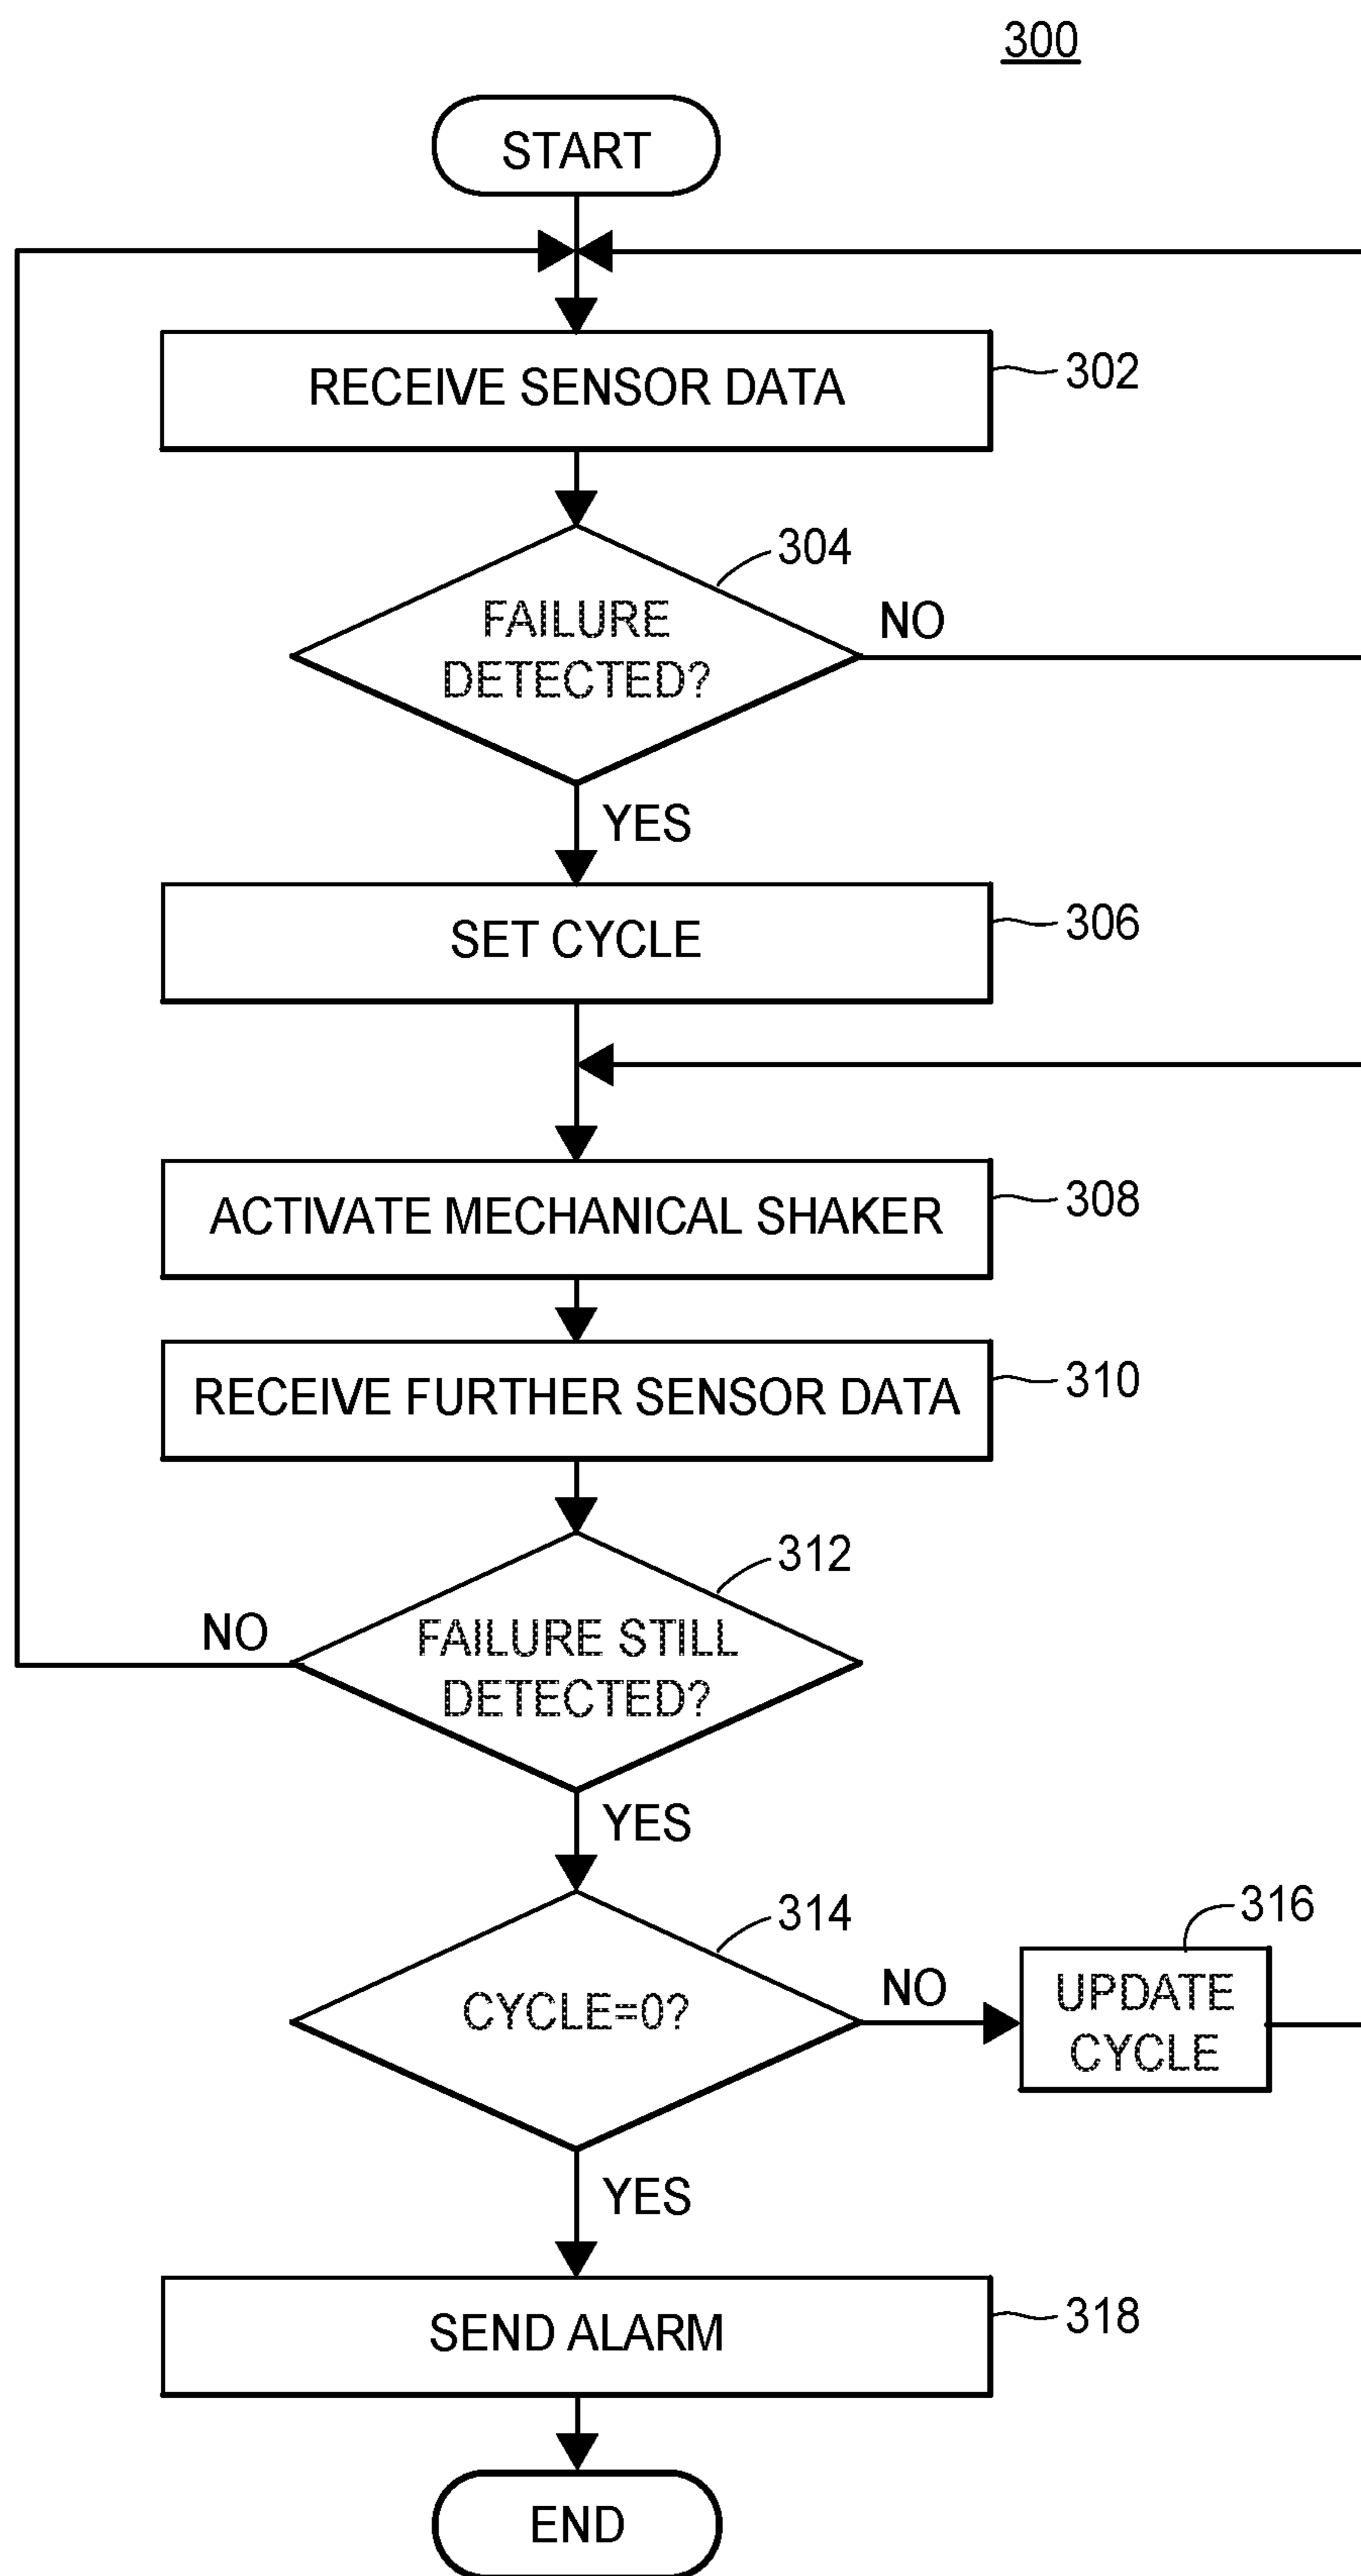 300
START
RECEIVE SENSOR DATA
302
304
FAILURE
DETECTED?
NO
YES
SET CYCLE
306
ACTIVATE MECHANICAL SHAKER
308
RECEIVE FURTHER SENSOR DATA
310
312
FAILURE STILL
DETECTED?
NO
YES
314
CYCLE=0?
NO
316
UPDATE
CYCLE
YES
SEND ALARM
318
END